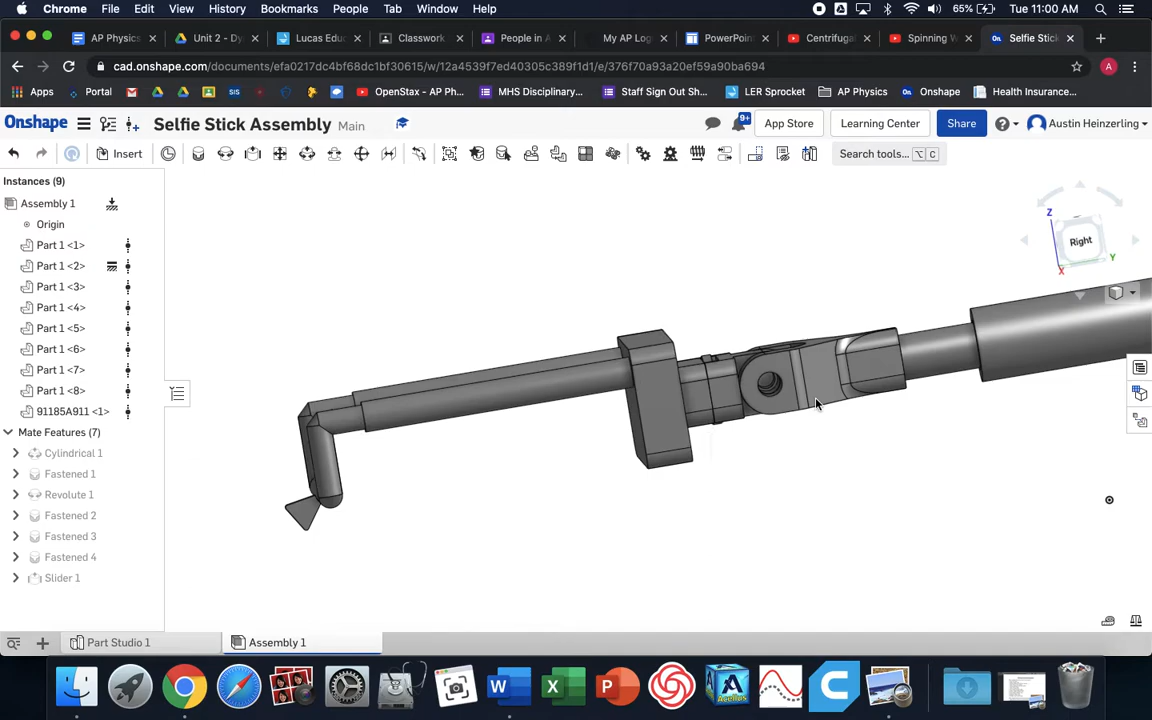 Chrome File Edit View History Bookmarks People Tab Window Help 65% Tue 11:00 AM
AP Physics Unit 2 - Dy Lucas Edu Classwork People in A My AP Log PowerPoin Centrifuga Spinning W Selfie Stick
cad.onshape.com/documents/efa0217dc4bf68dc1bf30615/w/12a4539f7ed40305c389f1d1/e/376f70a93a20ef59a90ba694 A
Apps Portal SIS OpenStax - AP Ph... MHS Disciplinary... Staff Sign Out Sh... LER Sprocket AP Physics Onshape Health Insurance...
Onshape Selfie Stick Assembly Main 9+ App Store Learning Center Share Austin Heinzerling
Insert Search tools... ⌥ C
Instances (9)
Assembly 1
Origin
Part 1 <1>
Part 1 <2>
Part 1 <3>
Part 1 <4>
Part 1 <5>
Part 1 <6>
Part 1 <7>
Part 1 <8>
91185A911 <1>
Mate Features (7)
Cylindrical 1
Fastened 1
Revolute 1
Fastened 2
Fastened 3
Fastened 4
Slider 1
Z
Right
Y
X
Part Studio 1 Assembly 1
W X P C